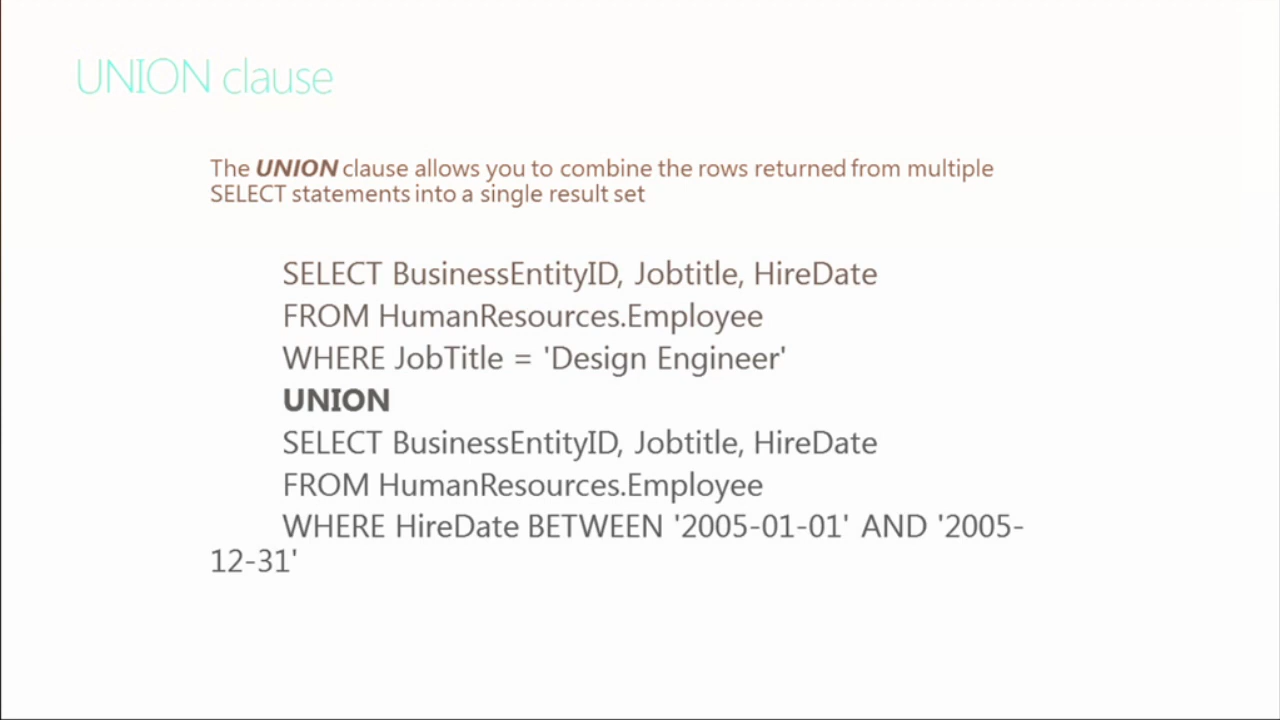 UNION clause
The UNION clause allows you to combine the rows returned from multiple
SELECT statements into a single result set
SELECT BusinessEntityID, Jobtitle, HireDate
FROM HumanResources.Employee
WHERE JobTitle = 'Design Engineer'
UNION
SELECT BusinessEntityID, Jobtitle, HireDate
FROM HumanResources.Employee
WHERE HireDate BETWEEN '2005-01-01' AND '2005-
12-31'